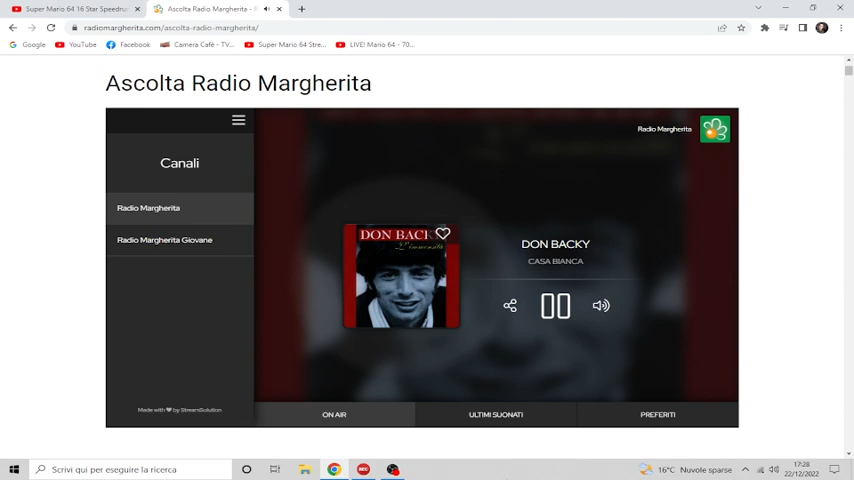 Super Mario 64 16 Star Speedru
Ascolta Radio Margherita -
radiomargherita.com/ascolta-radio-margherita/
Google
YouTube
Facebook
Camera Café - TV...
Super Mario 64 Stre...
LIVE! Mario 64 - 70...
Ascolta Radio Margherita
Radio Margherita
Canali
Radio Margherita
Radio Margherita Giovane
DON BACKY
L'immensità
DON BACKY
CASA BIANCA
Made with ❤ by StreamSolution
ON AIR
ULTIMI SUONATI
PREFERITI
Scrivi qui per eseguire la ricerca
REC
16°C Nuvole sparse
17:28
22/12/2022